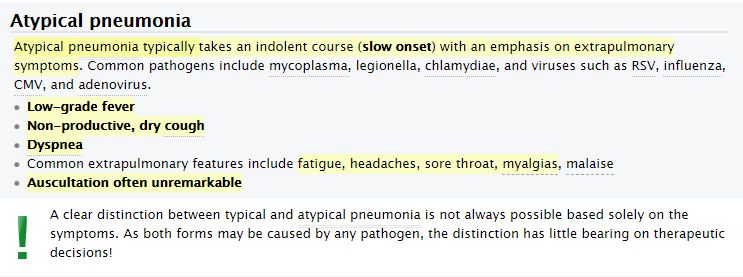 Atypical pneumonia
Atypical pneumonia typically takes an indolent course (slow onset) with an emphasis on extrapulmonary
symptoms. Common pathogens include mycoplasma, legionella, chlamydiae, and viruses such as RSV, influenza,
CMV, and adenovirus.
• Low-grade fever
• Non-productive, dry cough
• Dyspnea
• Common extrapulmonary features include fatigue, headaches, sore throat, myalgias, malaise
• Auscultation often unremarkable
! A clear distinction between typical and atypical pneumonia is not always possible based solely on the
symptoms. As both forms may be caused by any pathogen, the distinction has little bearing on therapeutic
decisions!